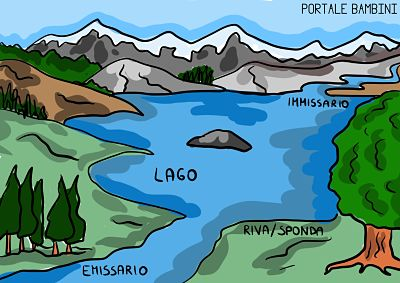 PORTALE BAMBINI
IMMISSARIO
LAGO
RIVA/SPONDA
EMISSARIO